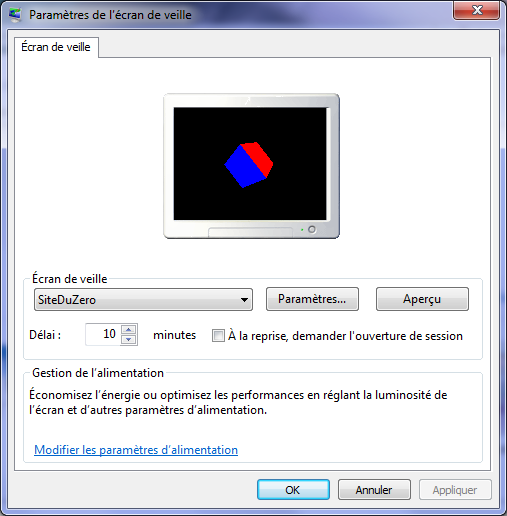 Paramètres de l'écran de veille
Écran de veille
Écran de veille
SiteDuZero
Paramètres...
Aperçu
Délai :
10
minutes
À la reprise, demander l'ouverture de session
Gestion de l'alimentation
Économisez l'énergie ou optimisez les performances en réglant la luminosité de
l'écran et d'autres paramètres d'alimentation.
Modifier les paramètres d'alimentation
OK
Annuler
Appliquer